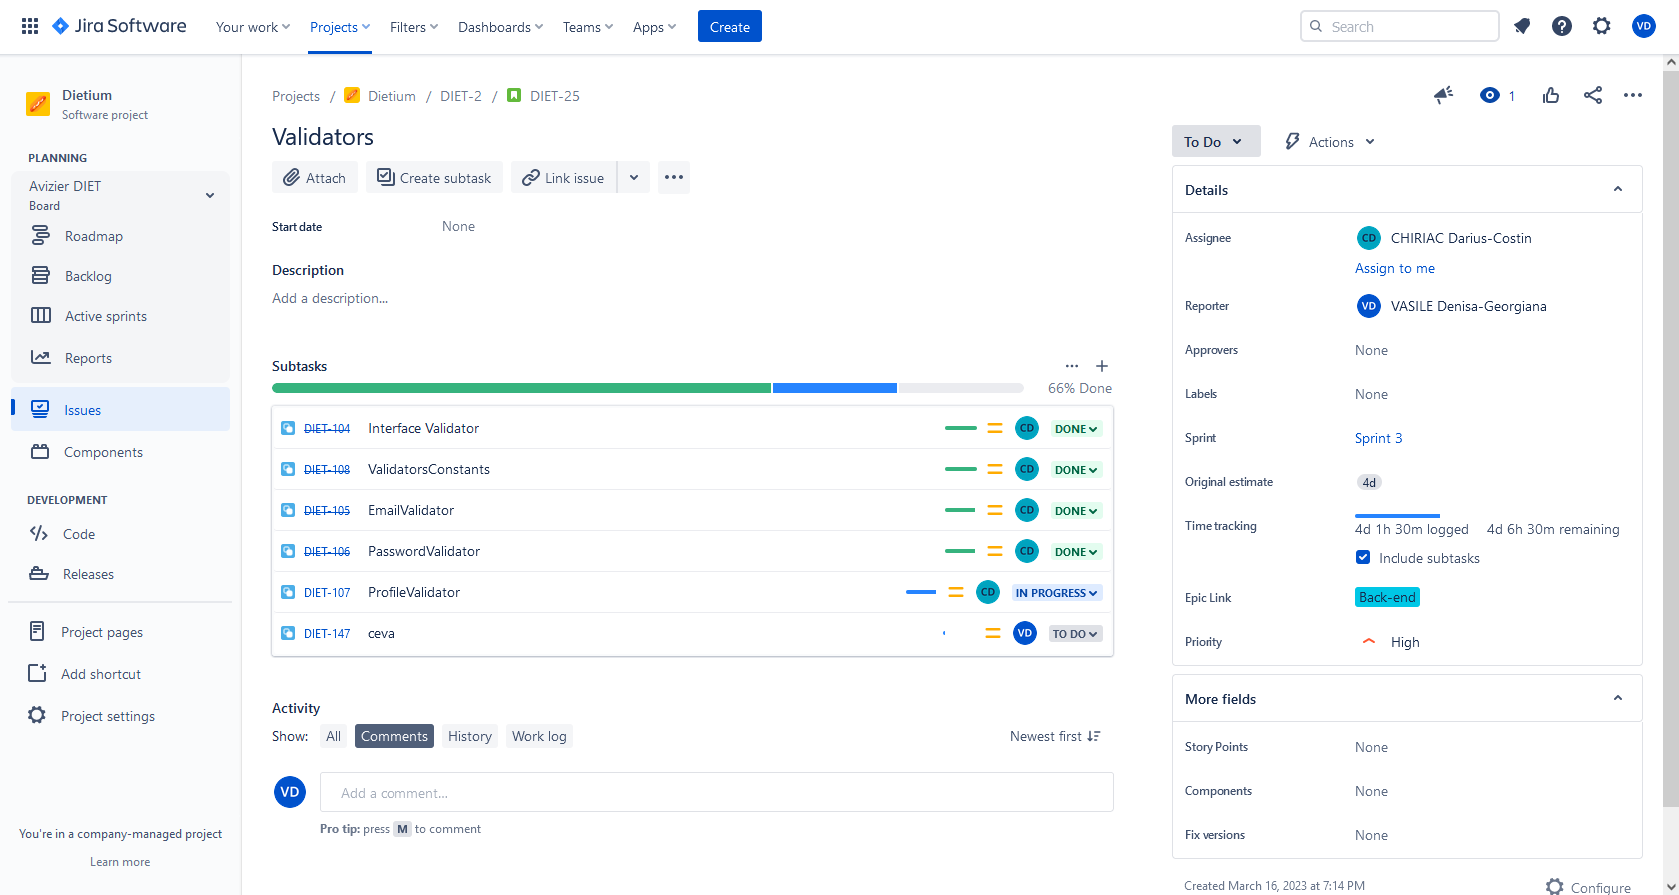 Jira Software
Your work
Projects
Filters
Dashboards
Teams
Apps
Create
Search
VD
Dietium
Software project
PLANNING
Avizier DIET
Board
Roadmap
Backlog
Active sprints
Reports
Issues
Components
DEVELOPMENT
Code
Releases
Project pages
Add shortcut
Project settings
You're in a company-managed project
Learn more
Projects / Dietium / DIET-2 / DIET-25
1
Validators
Attach
Create subtask
Link issue
Start date None
Description
Add a description...
Subtasks
66% Done
DIET-104 Interface Validator CD DONE
DIET-108 ValidatorsConstants CD DONE
DIET-105 EmailValidator CD DONE
DIET-106 PasswordValidator CD DONE
DIET-107 ProfileValidator CD IN PROGRESS
DIET-147 ceva VD TO DO
Activity
Show: All Comments History Work log Newest first
VD Add a comment...
Pro tip: press M to comment
To Do
Actions
Details
Assignee CD CHIRIAC Darius-Costin
Assign to me
Reporter VD VASILE Denisa-Georgiana
Approvers None
Labels None
Sprint Sprint 3
Original estimate 4d
Time tracking 4d 1h 30m logged 4d 6h 30m remaining
Include subtasks
Epic Link Back-end
Priority High
More fields
Story Points None
Components None
Fix versions None
Created March 16, 2023 at 7:14 PM
Configure